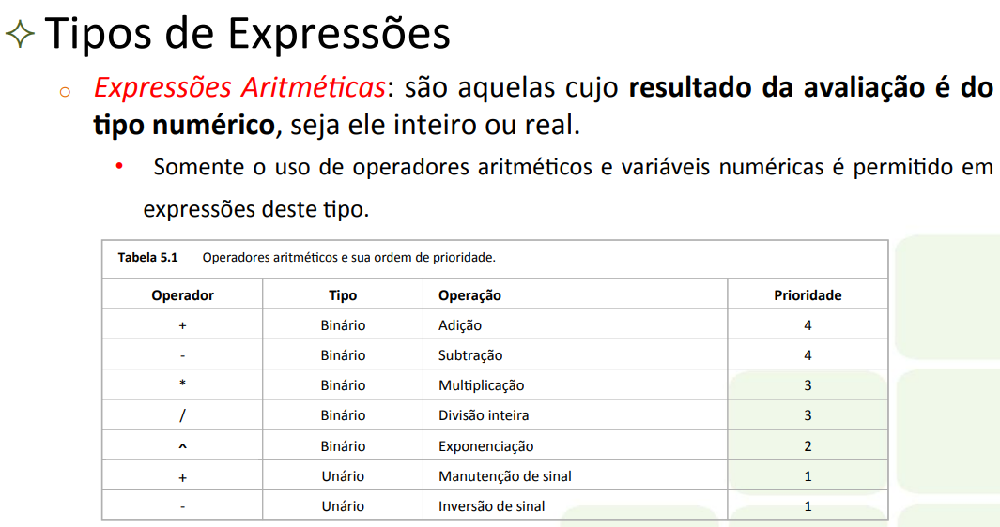 Tipos de Expressões
Expressões Aritméticas: são aquelas cujo resultado da avaliação é do
tipo numérico, seja ele inteiro ou real.
Somente o uso de operadores aritméticos e variáveis numéricas é permitido em
expressões deste tipo.
Tabela 5.1 Operadores aritméticos e sua ordem de prioridade.
Operador Tipo Operação Prioridade
+ Binário Adição 4
- Binário Subtração 4
* Binário Multiplicação 3
/ Binário Divisão inteira 3
^ Binário Exponenciação 2
+ Unário Manutenção de sinal 1
- Unário Inversão de sinal 1